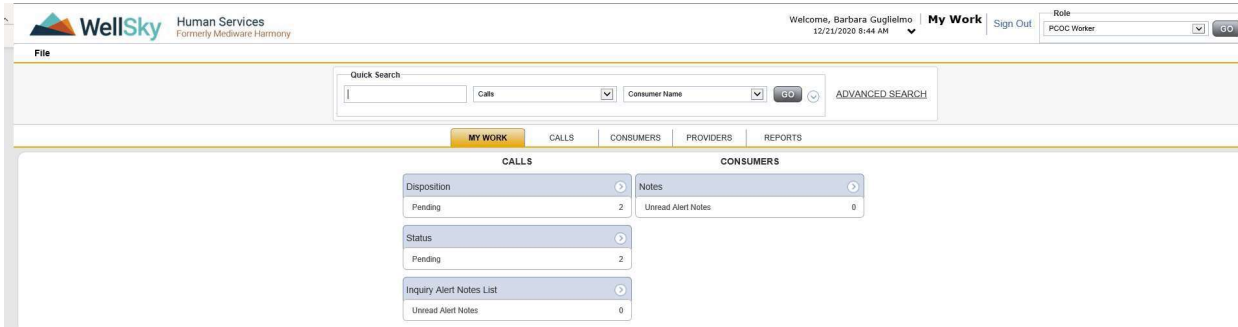 WellSky
Human Services
Formerly Mediware Harmony
Welcome, Barbara Guglielmo
My Work
Sign Out
12/21/2020 8:44 AM
Role
PCOC Worker
GO
File
Quick Search
Calls
Consumer Name
GO
ADVANCED SEARCH
MY WORK
CALLS
CONSUMERS
PROVIDERS
REPORTS
CALLS
Disposition
Pending 2
Status
Pending 2
Inquiry Alert Notes List
Unread Alert Notes 0
CONSUMERS
Notes
Unread Alert Notes 0